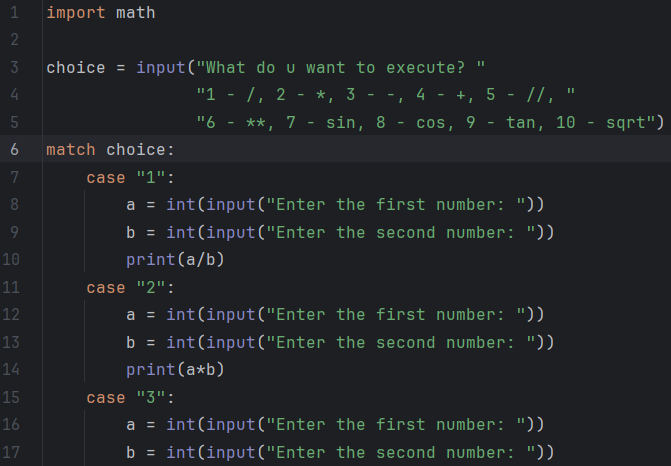 1 import math
2
3 choice = input("What do u want to execute? "
4                "1 - /, 2 - *, 3 - -, 4 - +, 5 - //, "
5                "6 - **, 7 - sin, 8 - cos, 9 - tan, 10 - sqrt")
6 match choice:
7     case "1":
8         a = int(input("Enter the first number: "))
9         b = int(input("Enter the second number: "))
10         print(a/b)
11     case "2":
12         a = int(input("Enter the first number: "))
13         b = int(input("Enter the second number: "))
14         print(a*b)
15     case "3":
16         a = int(input("Enter the first number: "))
17         b = int(input("Enter the second number: "))